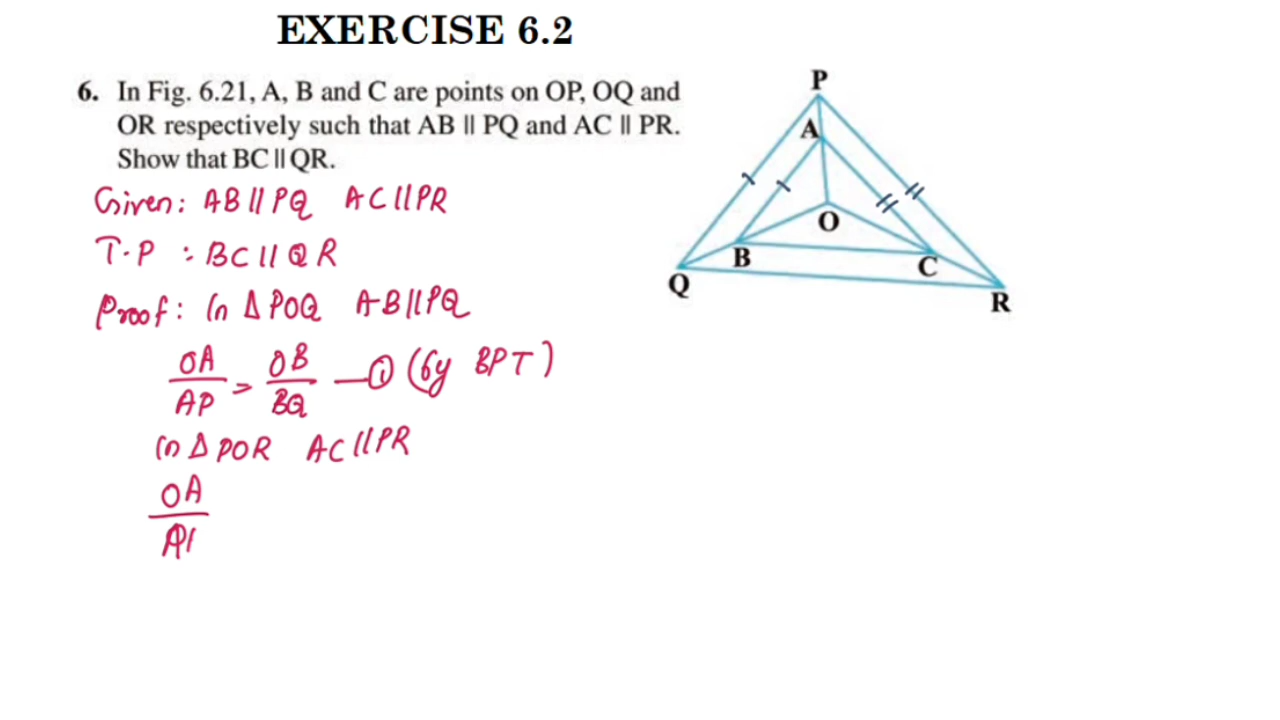 EXERCISE 6.2
6. In Fig. 6.21, A, B and C are points on OP, OQ and
OR respectively such that AB || PQ and AC || PR.
Show that BC || QR.
Given: AB || PQ AC || PR
T.P : BC || QR
Proof: In Δ POQ AB || PQ
OA/AP = OB/BQ —① (by BPT)
In Δ POR AC || PR
OA
AP
P
A
O
B
C
Q
R